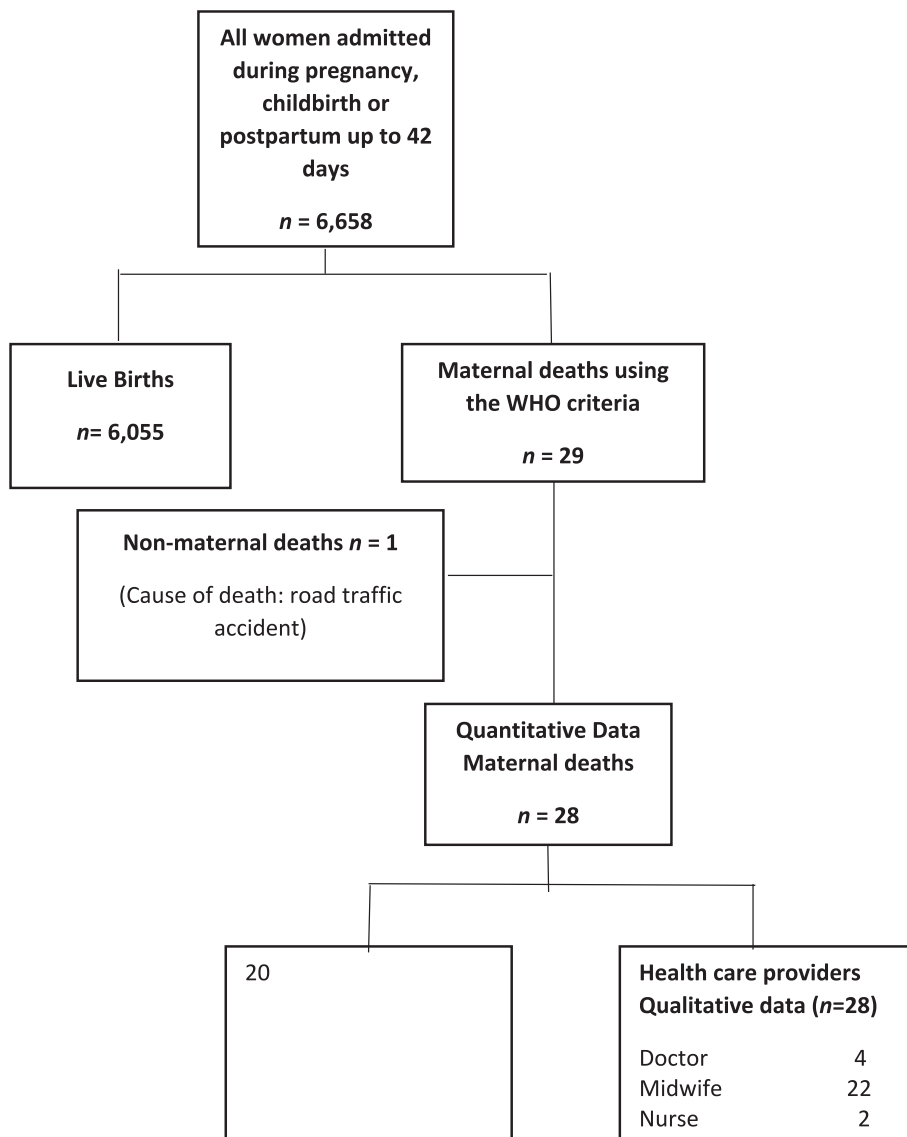 All women admitted
during pregnancy,
childbirth or
postpartum up to 42
days
n = 6,658
Live Births
n= 6,055
Maternal deaths using
the WHO criteria
n = 29
Non-maternal deaths n = 1
(Cause of death: road traffic
accident)
Quantitative Data
Maternal deaths
n = 28
20
Health care providers
Qualitative data (n=28)
Doctor 4
Midwife 22
Nurse 2